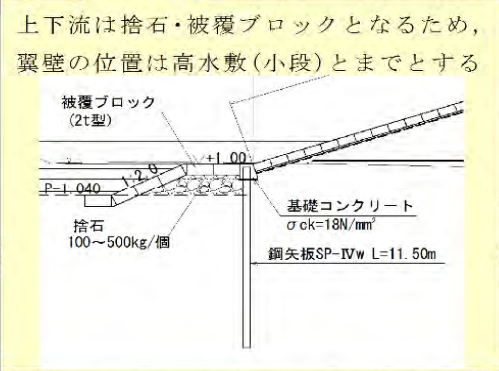 上下流は捨石・被覆ブロックとなるため，
翼壁の位置は高水敷(小段)とまでとする
被覆ブロック
(2t型)
+1.00
1:2.0
P-1.040
基礎コンクリート
σck=18N/mm²
捨石
100～500kg/個
鋼矢板SP-Ⅳw L=11.50m